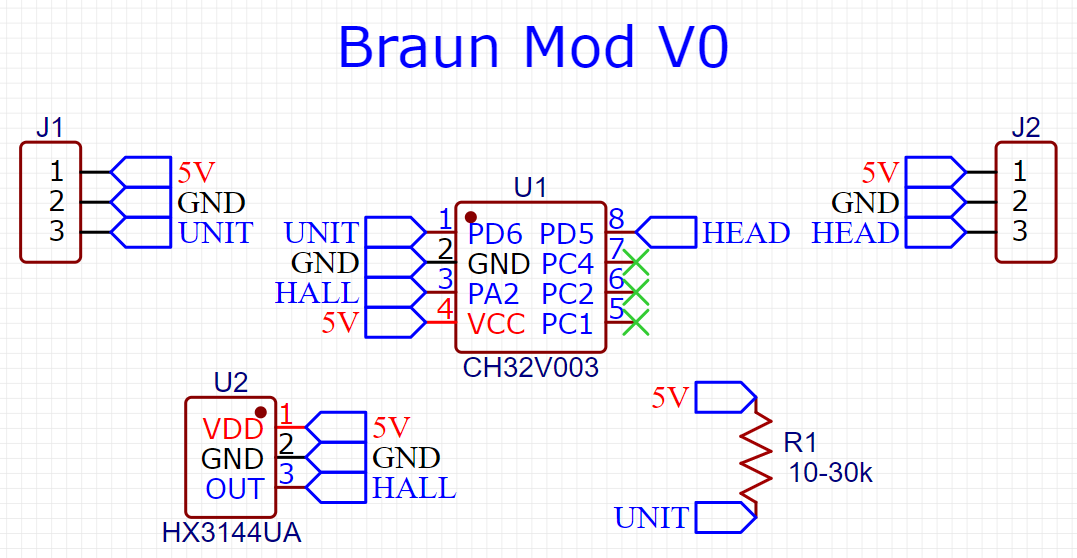 Braun Mod V0
J1
1 5V
2 GND
3 UNIT
J2
5V 1
GND 2
HEAD 3
U1
UNIT 1 PD6 PD5 8 HEAD
GND 2 GND PC4 7
HALL 3 PA2 PC2 6
5V 4 VCC PC1 5
CH32V003
U2
VDD 1 5V
GND 2 GND
OUT 3 HALL
HX3144UA
5V
R1
10-30k
UNIT